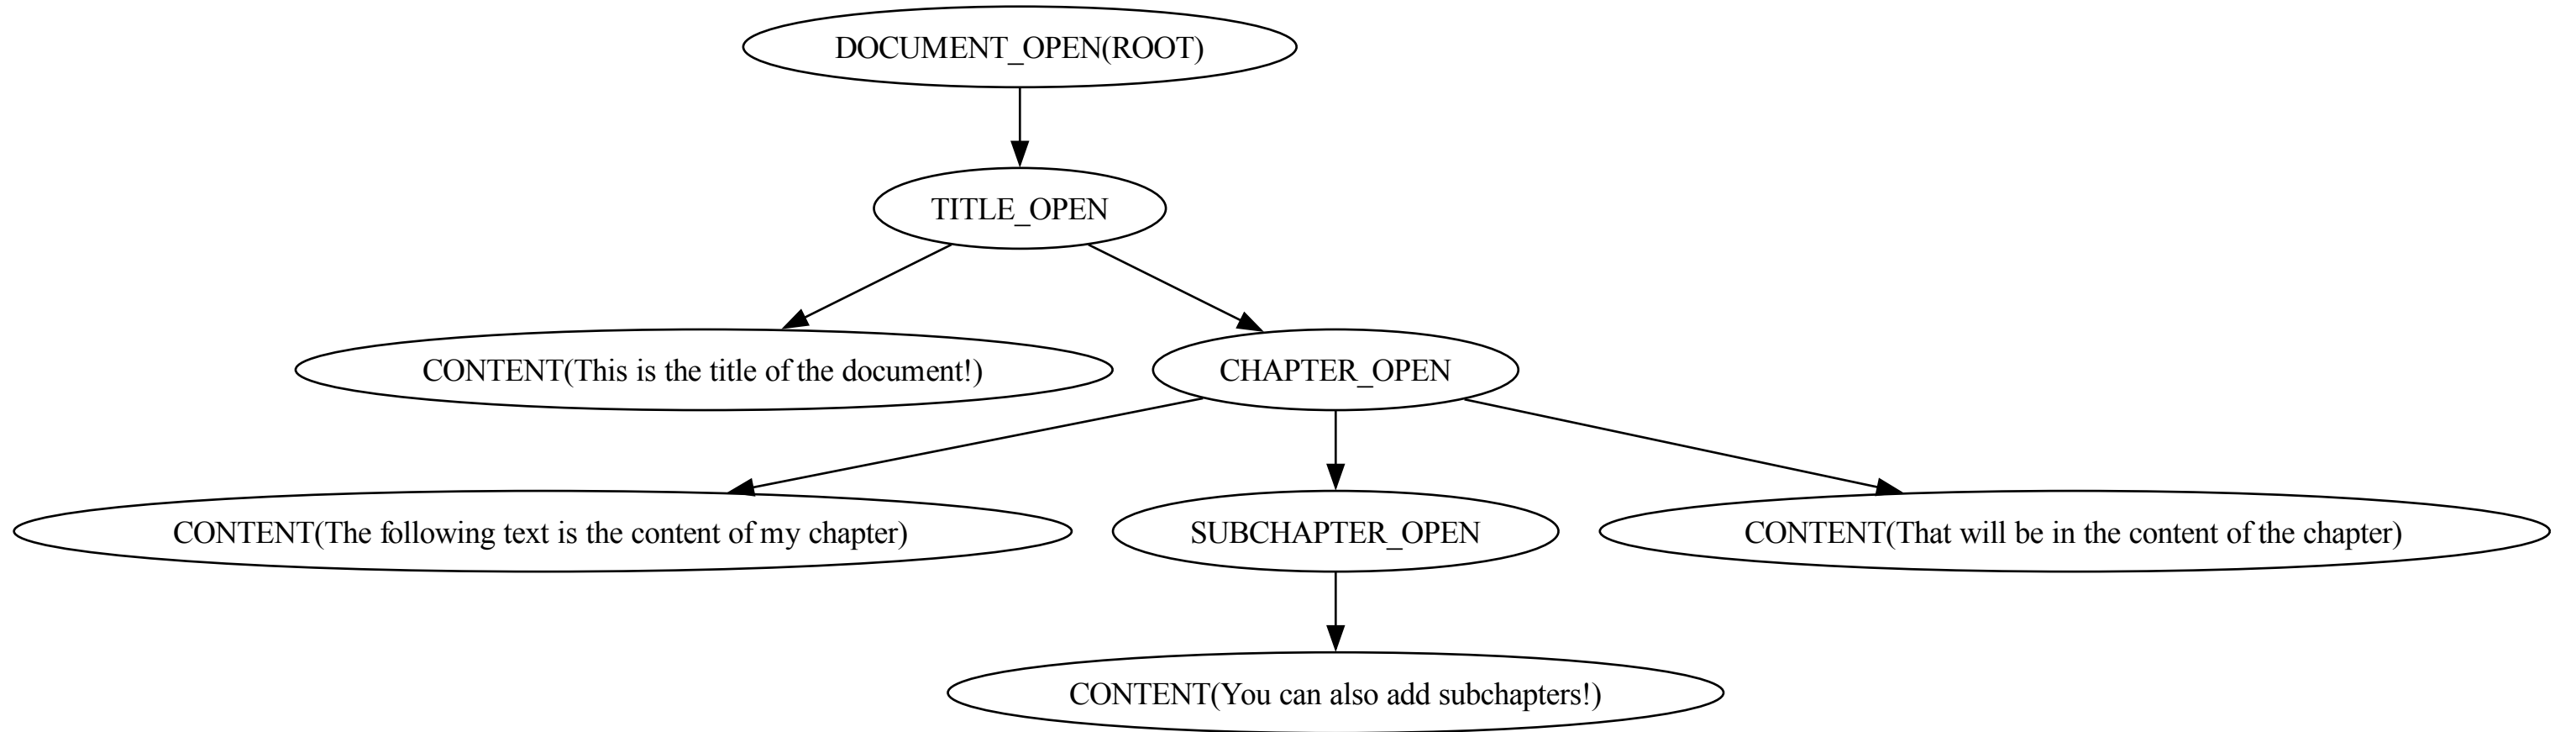 DOCUMENT_OPEN(ROOT)
TITLE_OPEN
CONTENT(This is the title of the document!)
CHAPTER_OPEN
CONTENT(The following text is the content of my chapter)
SUBCHAPTER_OPEN
CONTENT(That will be in the content of the chapter)
CONTENT(You can also add subchapters!)